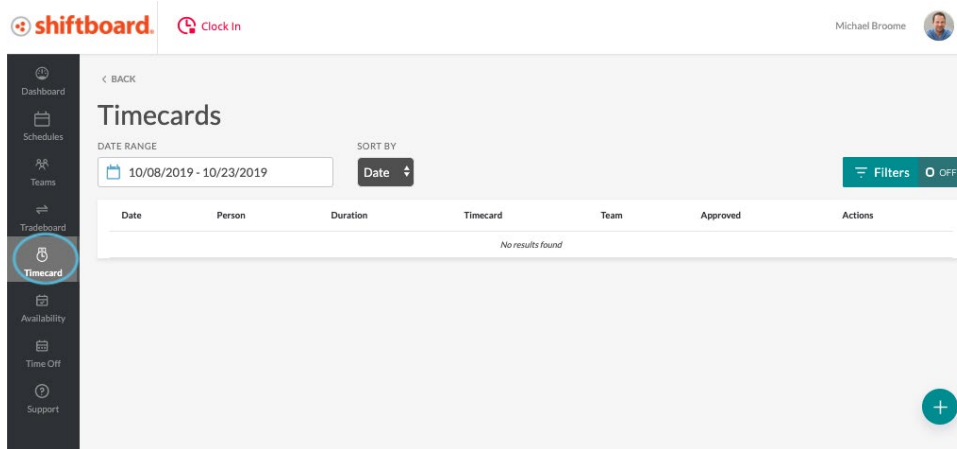 shiftboard.
Clock In
Michael Broome
Dashboard
Schedules
Teams
Tradeboard
Timecard
Availability
Time Off
Support
< BACK
Timecards
DATE RANGE
SORT BY
10/08/2019 - 10/23/2019
Date
Filters
0 OFF
Date Person Duration Timecard Team Approved Actions
No results found